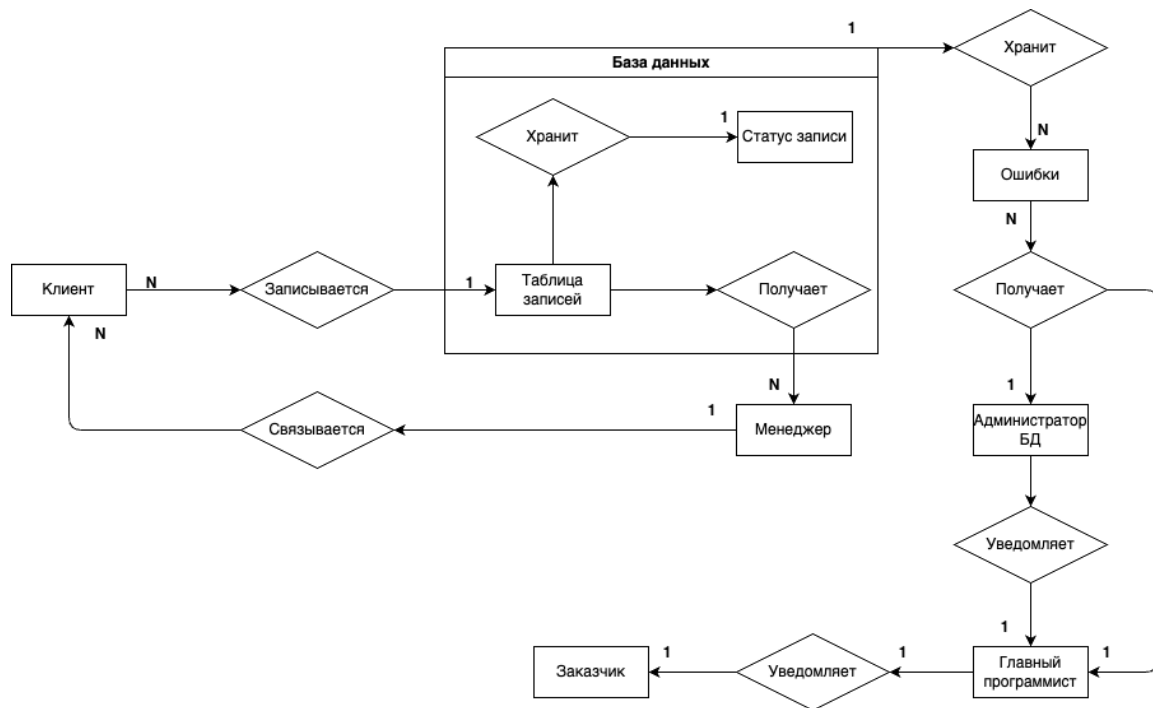 1
Хранит
База данных
Хранит
1
Статус записи
N
Ошибки
N
Клиент
N
Записывается
1
Таблица
записей
Получает
Получает
N
N
1
Связывается
1
Менеджер
Администратор
БД
Уведомляет
1
Заказчик
1
Уведомляет
1
Главный
программист
1